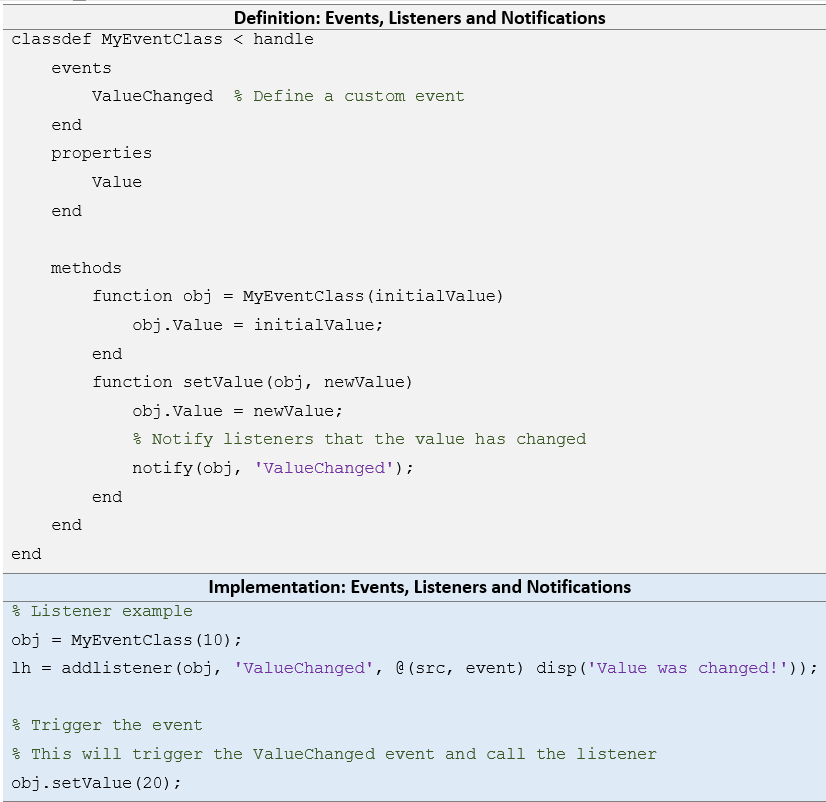 Definition: Events, Listeners and Notifications
classdef MyEventClass < handle
    events
        ValueChanged  % Define a custom event
    end
    properties
        Value
    end

    methods
        function obj = MyEventClass(initialValue)
            obj.Value = initialValue;
        end
        function setValue(obj, newValue)
            obj.Value = newValue;
            % Notify listeners that the value has changed
            notify(obj, 'ValueChanged');
        end
    end
end
Implementation: Events, Listeners and Notifications
% Listener example
obj = MyEventClass(10);
lh = addlistener(obj, 'ValueChanged', @(src, event) disp('Value was changed!'));

% Trigger the event
% This will trigger the ValueChanged event and call the listener
obj.setValue(20);